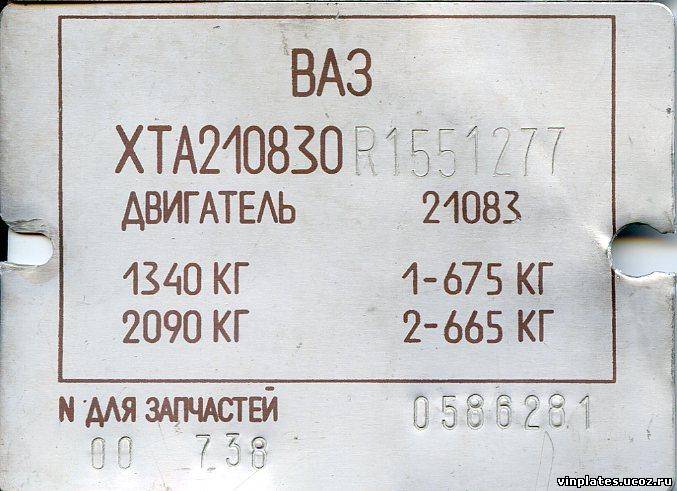 ВАЗ
XTA210830R1551277
ДВИГАТЕЛЬ 21083
1340 КГ 1-675 КГ
2090 КГ 2-665 КГ
N ДЛЯ ЗАПЧАСТЕЙ 0586281
00 738
vinplates.ucoz.ru